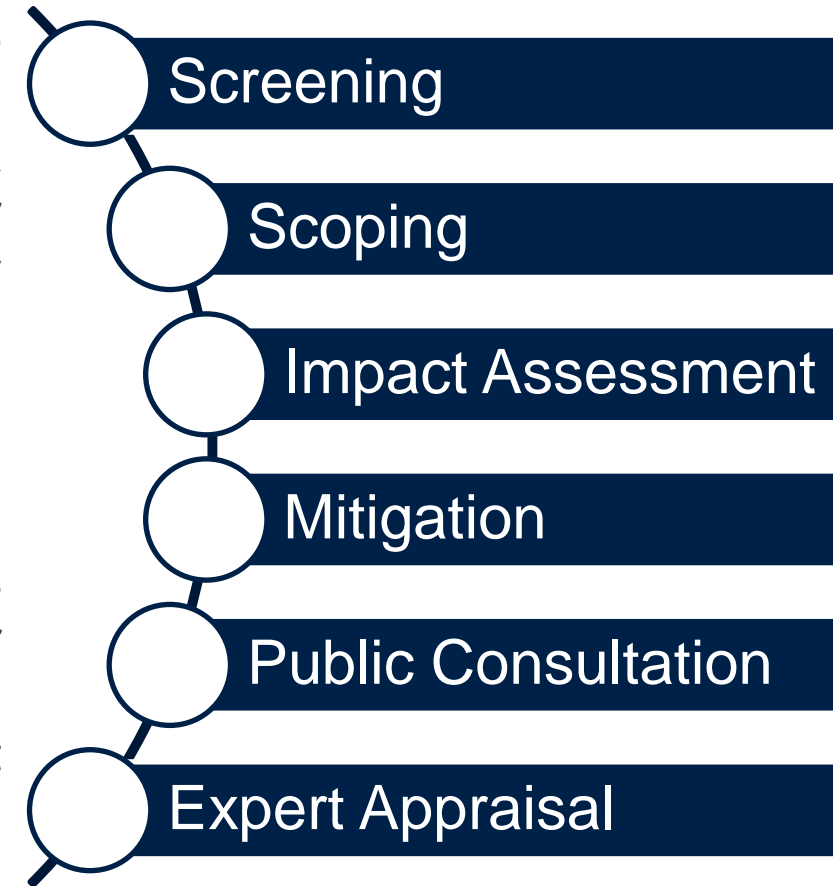 Screening
Scoping
Impact Assessment
Mitigation
Public Consultation
Expert Appraisal